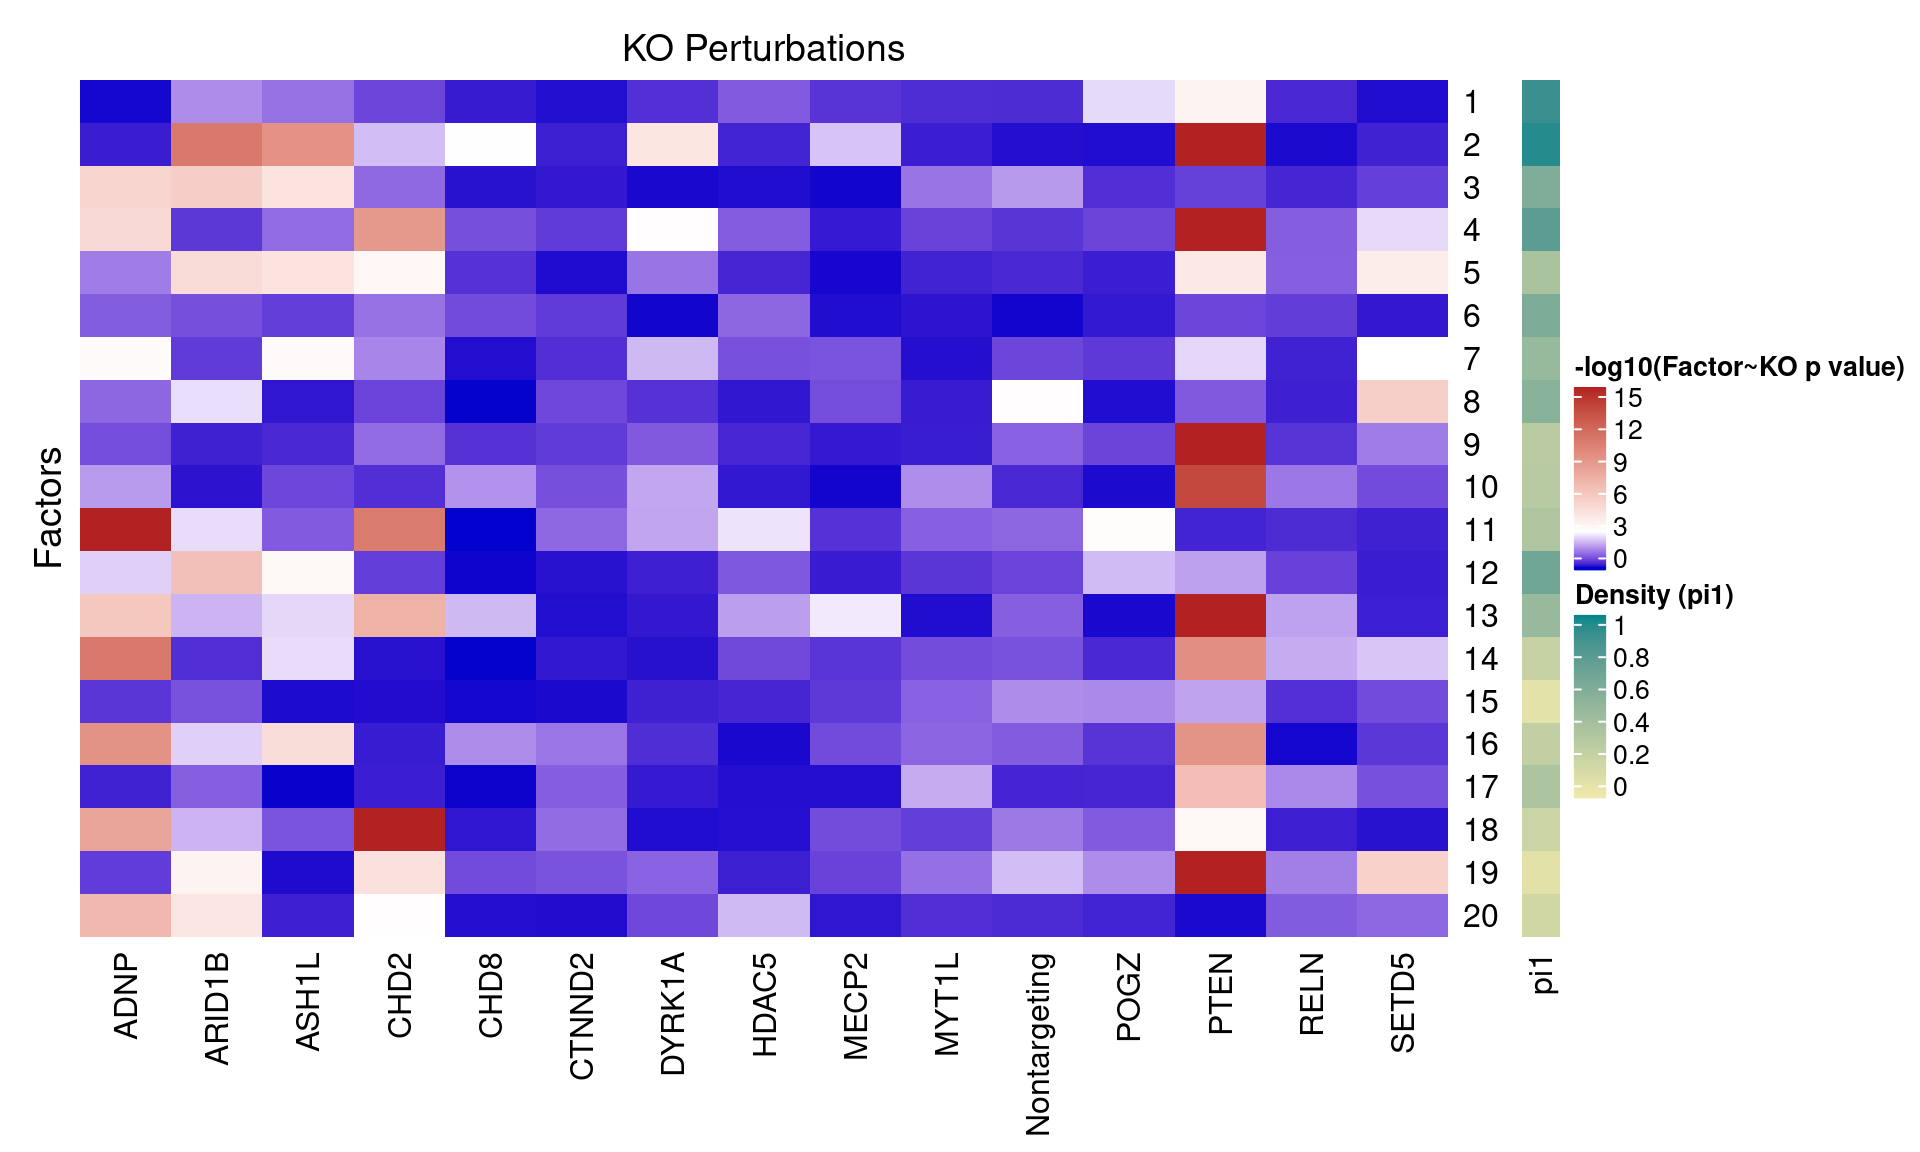 KO Perturbations
Factors
1
2
3
4
5
6
7
8
9
10
11
12
13
14
15
16
17
18
19
20
ADNP
ARID1B
ASH1L
CHD2
CHD8
CTNND2
DYRK1A
HDAC5
MECP2
MYT1L
Nontargeting
POGZ
PTEN
RELN
SETD5
pi1
-log10(Factor~KO p value)
15
12
9
6
3
0
Density (pi1)
1
0.8
0.6
0.4
0.2
0